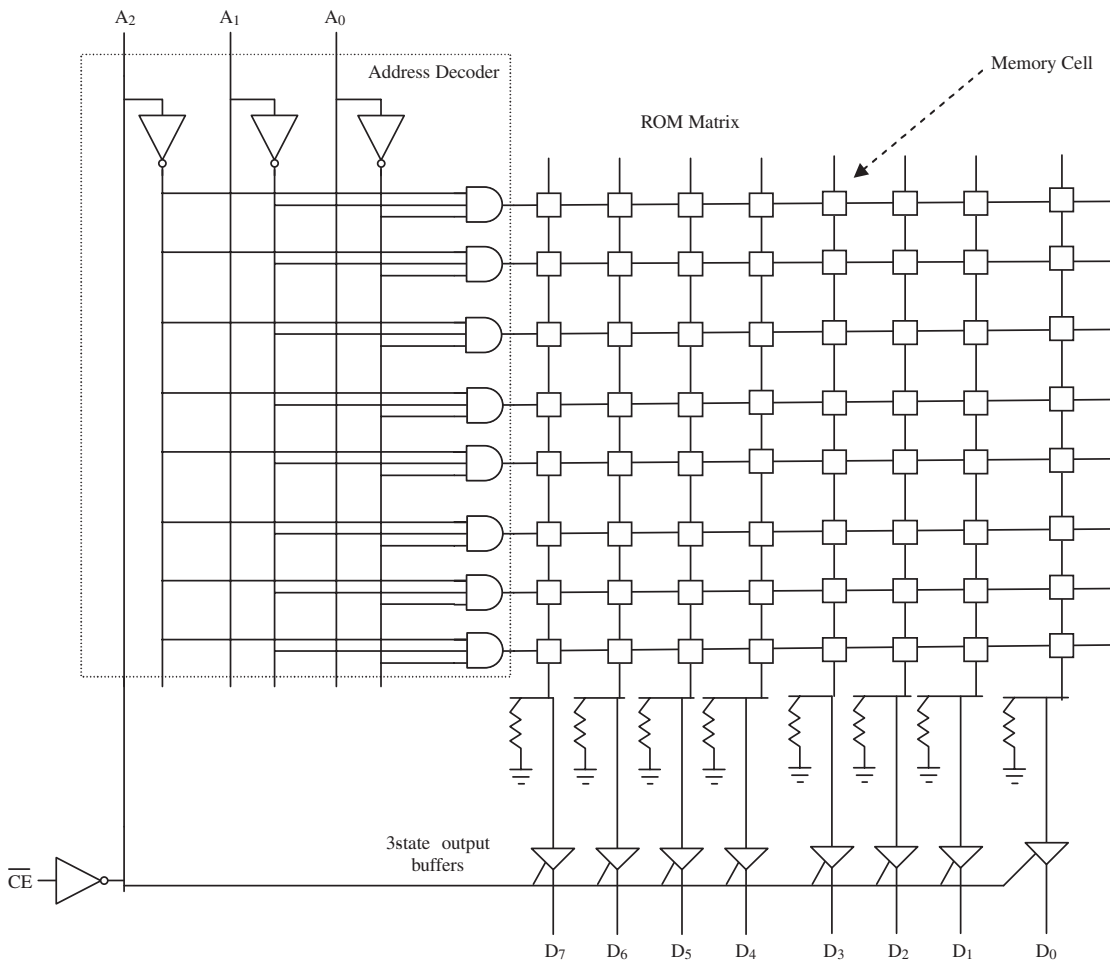 A₂ A₁ A₀
Address Decoder
Memory Cell
ROM Matrix
3state output
buffers
C̅E̅
D₇ D₆ D₅ D₄ D₃ D₂ D₁ D₀